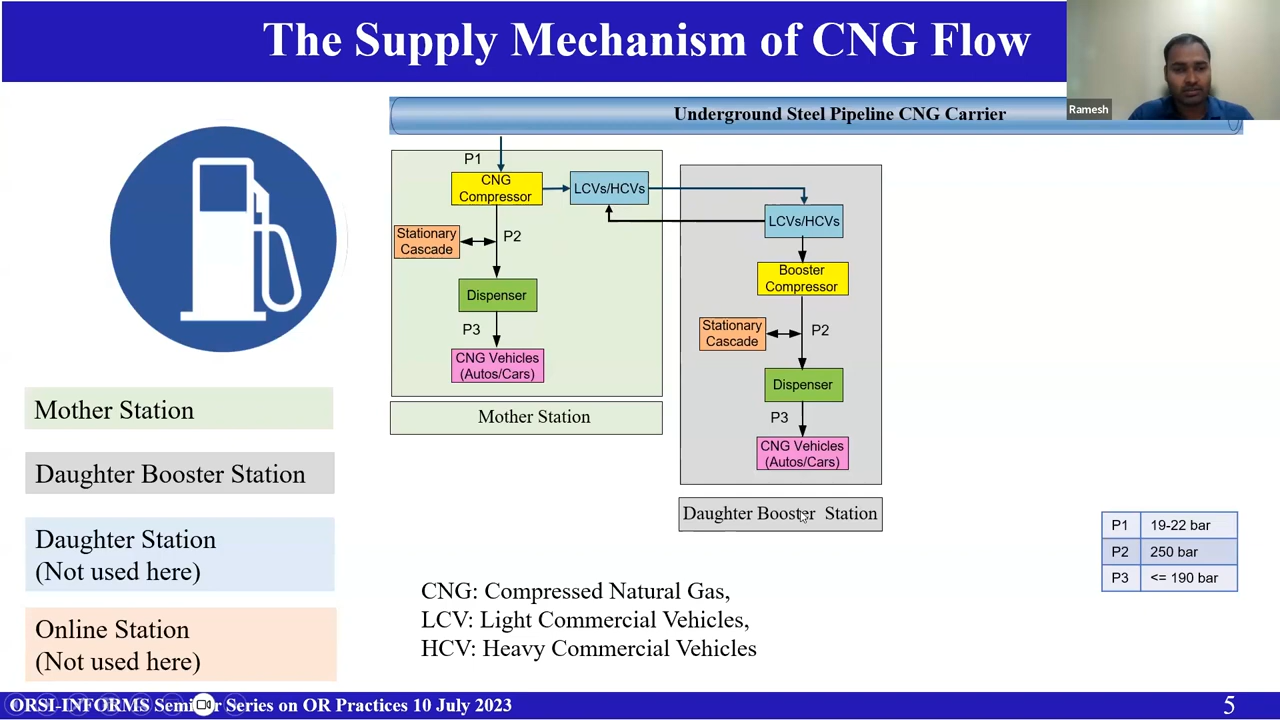 The Supply Mechanism of CNG Flow
Ramesh
Underground Steel Pipeline CNG Carrier
P1
CNG
Compressor
LCVs/HCVs
Stationary
Cascade
P2
Dispenser
P3
CNG Vehicles
(Autos/Cars)
Mother Station
LCVs/HCVs
Booster
Compressor
Stationary
Cascade
P2
Dispenser
P3
CNG Vehicles
(Autos/Cars)
Daughter Booster Station
Mother Station
Daughter Booster Station
Daughter Station
(Not used here)
Online Station
(Not used here)
P1 19-22 bar
P2 250 bar
P3 <= 190 bar
CNG: Compressed Natural Gas,
LCV: Light Commercial Vehicles,
HCV: Heavy Commercial Vehicles
ORSI-INFORMS Seminar Series on OR Practices 10 July 2023
5